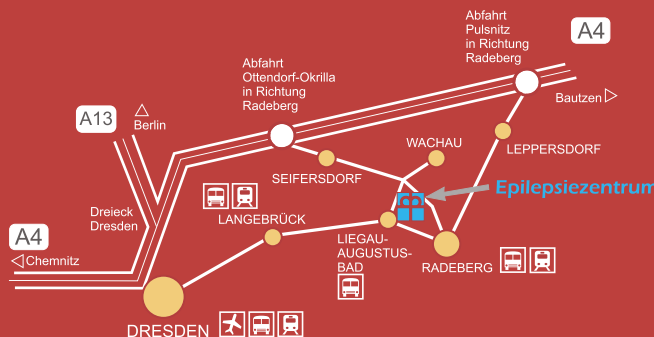 Abfahrt
Pulsnitz
in Richtung
Radeberg
A4
Abfahrt
Ottendorf-Okrilla
in Richtung
Radeberg
Bautzen
A13
Berlin
WACHAU
LEPPERSDORF
SEIFERSDORF
Epilepsiezentrum
Dreieck
Dresden
LANGEBRÜCK
A4
Chemnitz
LIEGAU-
AUGUSTUS-
BAD
RADEBERG
DRESDEN